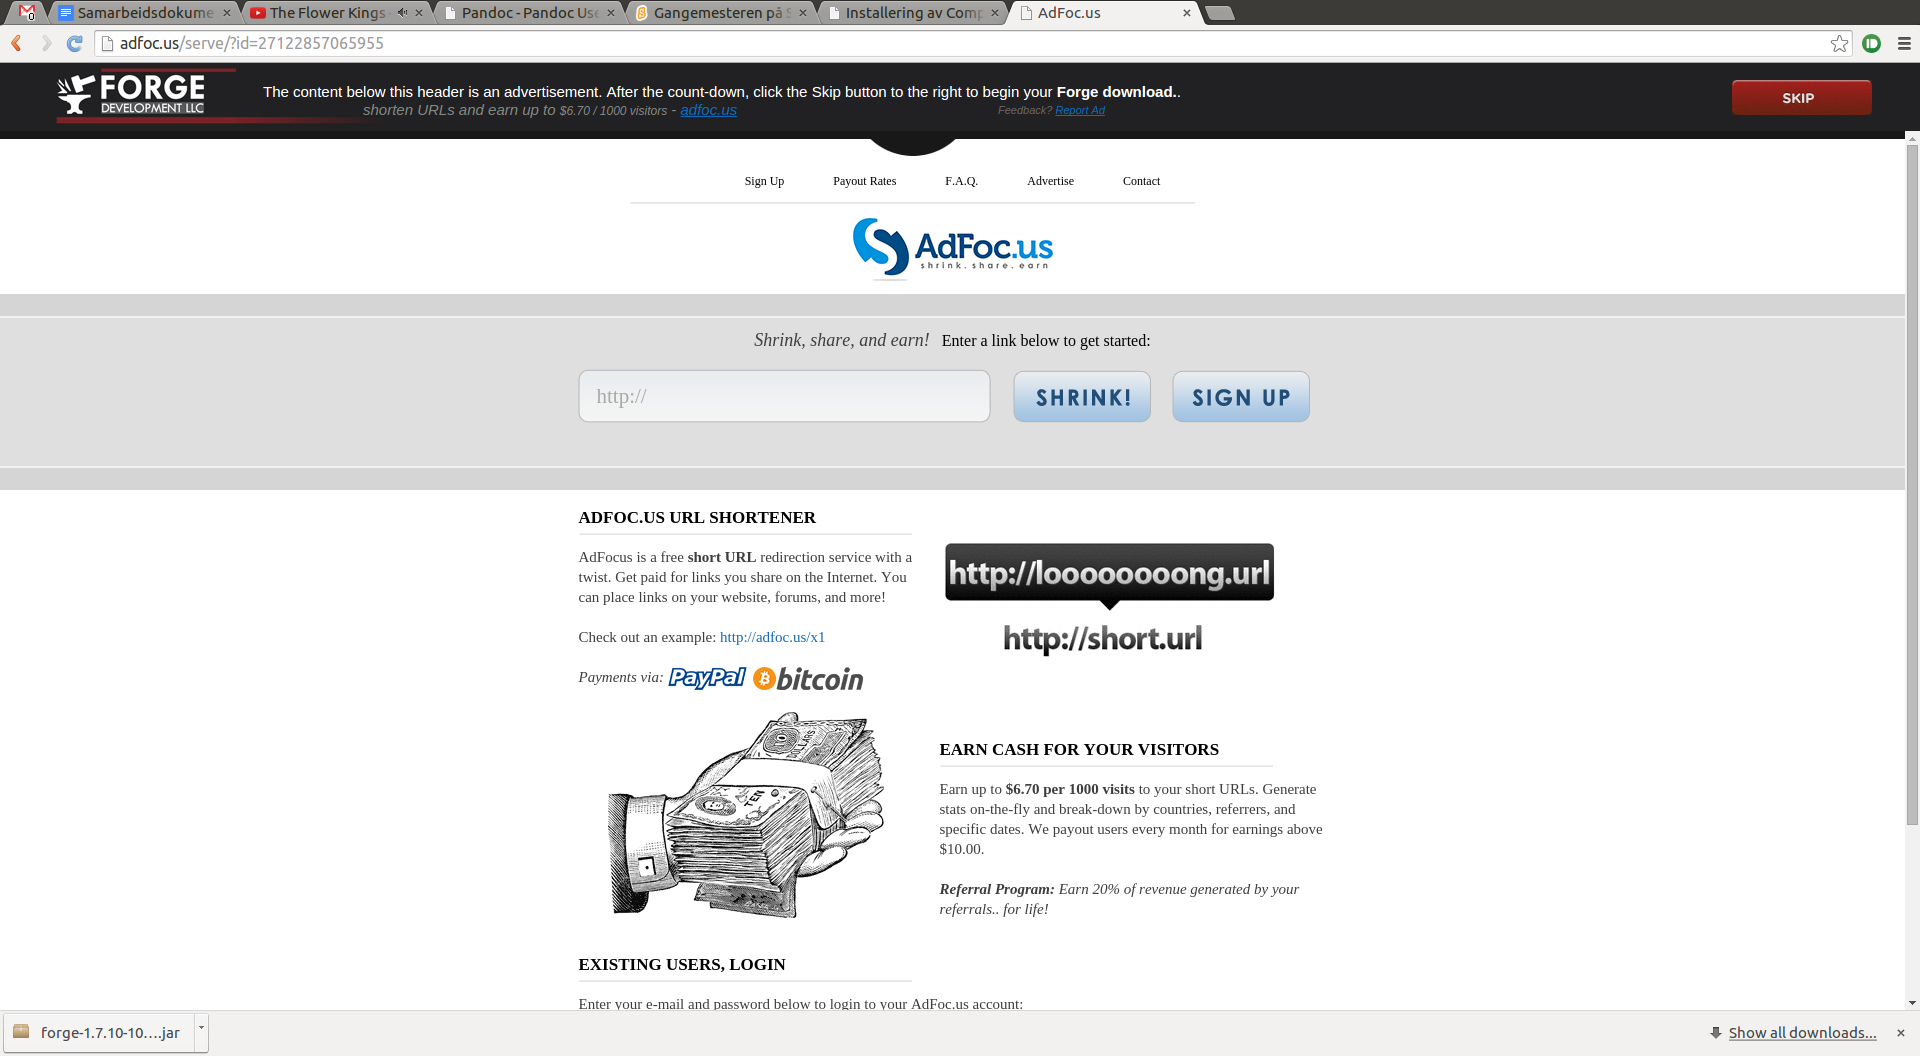 0
Samarbeidsdokume
The Flower Kings
Pandoc - Pandoc Use
Gangemesteren på S
Installering av Comp
AdFoc.us
adfoc.us/serve/?id=27122857065955
FORGE
DEVELOPMENT LLC
The content below this header is an advertisement. After the count-down, click the Skip button to the right to begin your Forge download..
shorten URLs and earn up to $6.70 / 1000 visitors - adfoc.us
Feedback? Report Ad
SKIP
Sign Up
Payout Rates
F.A.Q.
Advertise
Contact
AdFoc.us
shrink. share. earn
Shrink, share, and earn! Enter a link below to get started:
http://
SHRINK!
SIGN UP
ADFOC.US URL SHORTENER
AdFocus is a free short URL redirection service with a
twist. Get paid for links you share on the Internet. You
can place links on your website, forums, and more!
Check out an example: http://adfoc.us/x1
Payments via: PayPal bitcoin
http://loooooooong.url
http://short.url
10
DOLLARS
TEN
EARN CASH FOR YOUR VISITORS
Earn up to $6.70 per 1000 visits to your short URLs. Generate
stats on-the-fly and break-down by countries, referrers, and
specific dates. We payout users every month for earnings above
$10.00.
Referral Program: Earn 20% of revenue generated by your
referrals.. for life!
EXISTING USERS, LOGIN
Enter your e-mail and password below to login to your AdFoc.us account:
forge-1.7.10-10....jar
Show all downloads...